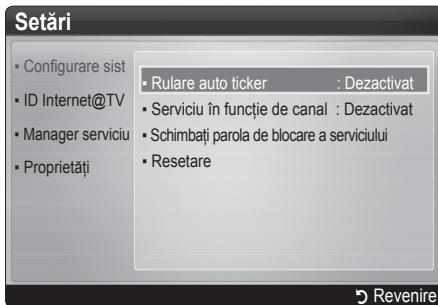 Setări
▪ Configurare sist
▪ ID Internet@TV
▪ Manager serviciu
▪ Proprietăţi
▪ Rulare auto ticker : Dezactivat
▪ Serviciu în funcţie de canal : Dezactivat
▪ Schimbaţi parola de blocare a serviciului
▪ Resetare
Revenire